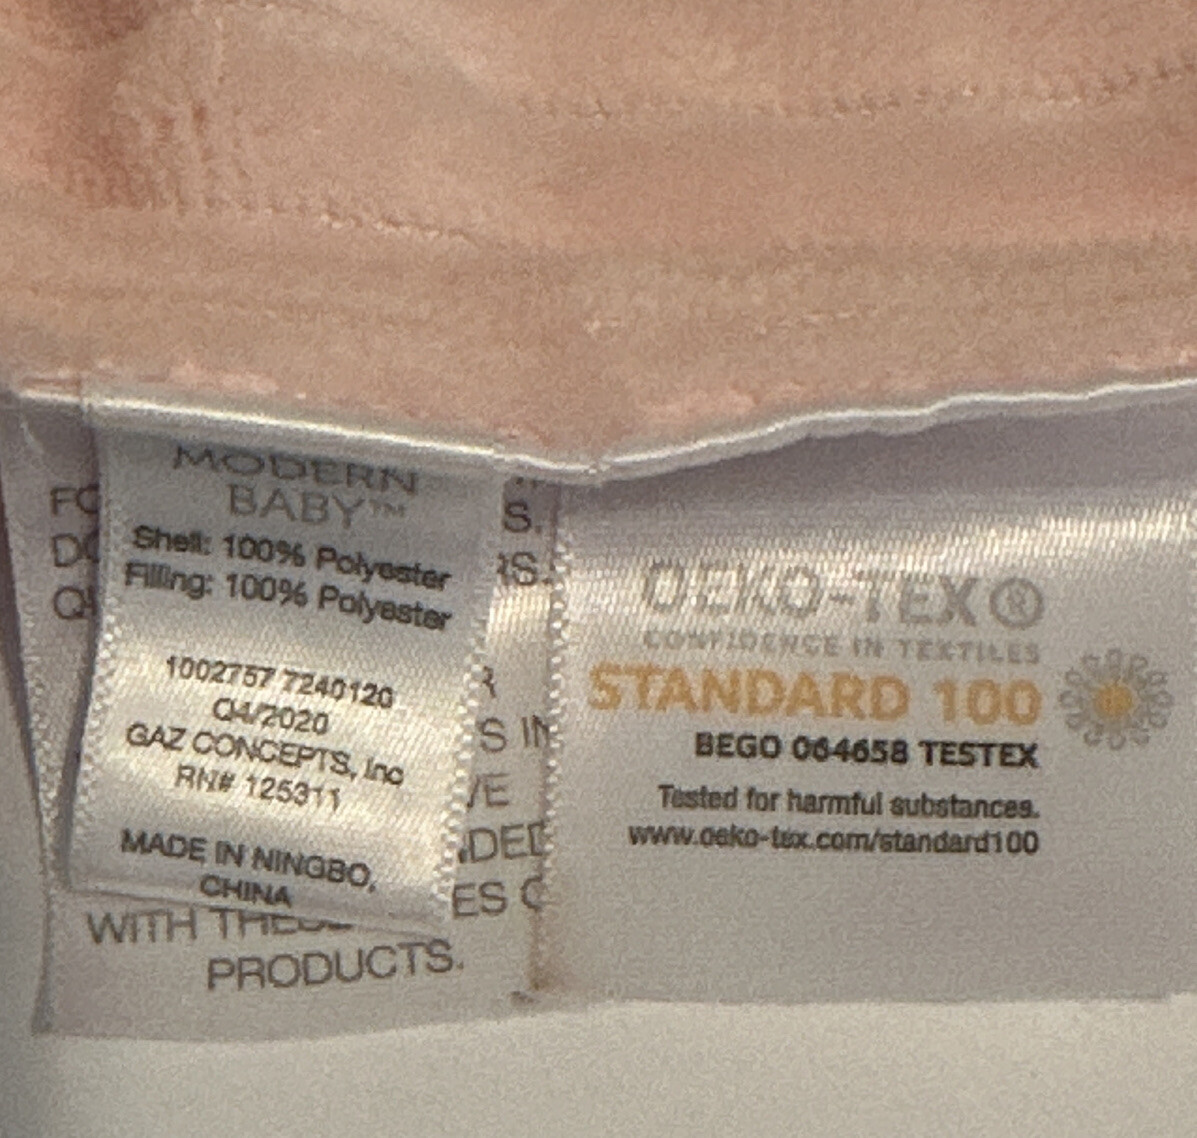 MODERN
BABY™
Shell: 100% Polyester
Filling: 100% Polyester
1002757 7240120
Q4/2020
GAZ CONCEPTS, Inc
RN# 125311
MADE IN NINGBO,
CHINA
WITH
PRODUCTS.
OEKO-TEX®
CONFIDENCE IN TEXTILES
STANDARD 100
BEGO 064658 TESTEX
Tested for harmful substances.
www.oeko-tex.com/standard100